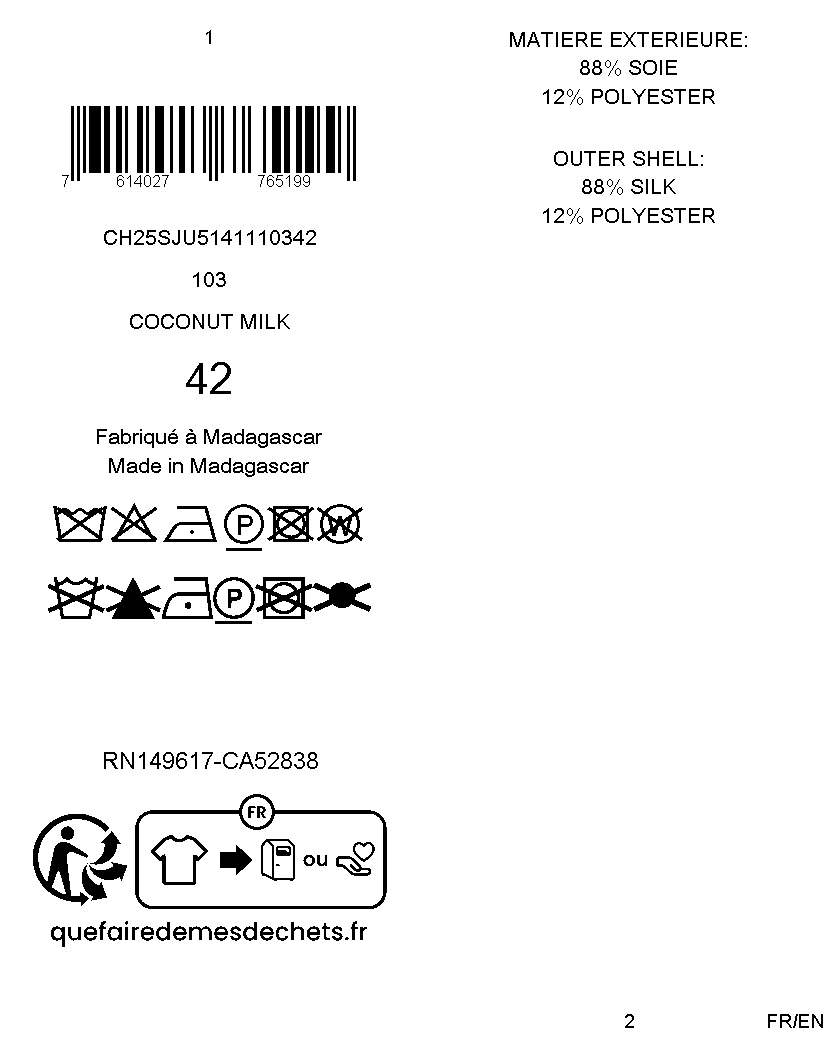 1
7 614027 765199
CH25SJU5141110342
103
COCONUT MILK
42
Fabriqué à Madagascar
Made in Madagascar
P W
P
RN149617-CA52838
FR
ou
quefairedemesdechets.fr
MATIERE EXTERIEURE:
88% SOIE
12% POLYESTER
OUTER SHELL:
88% SILK
12% POLYESTER
2
FR/EN